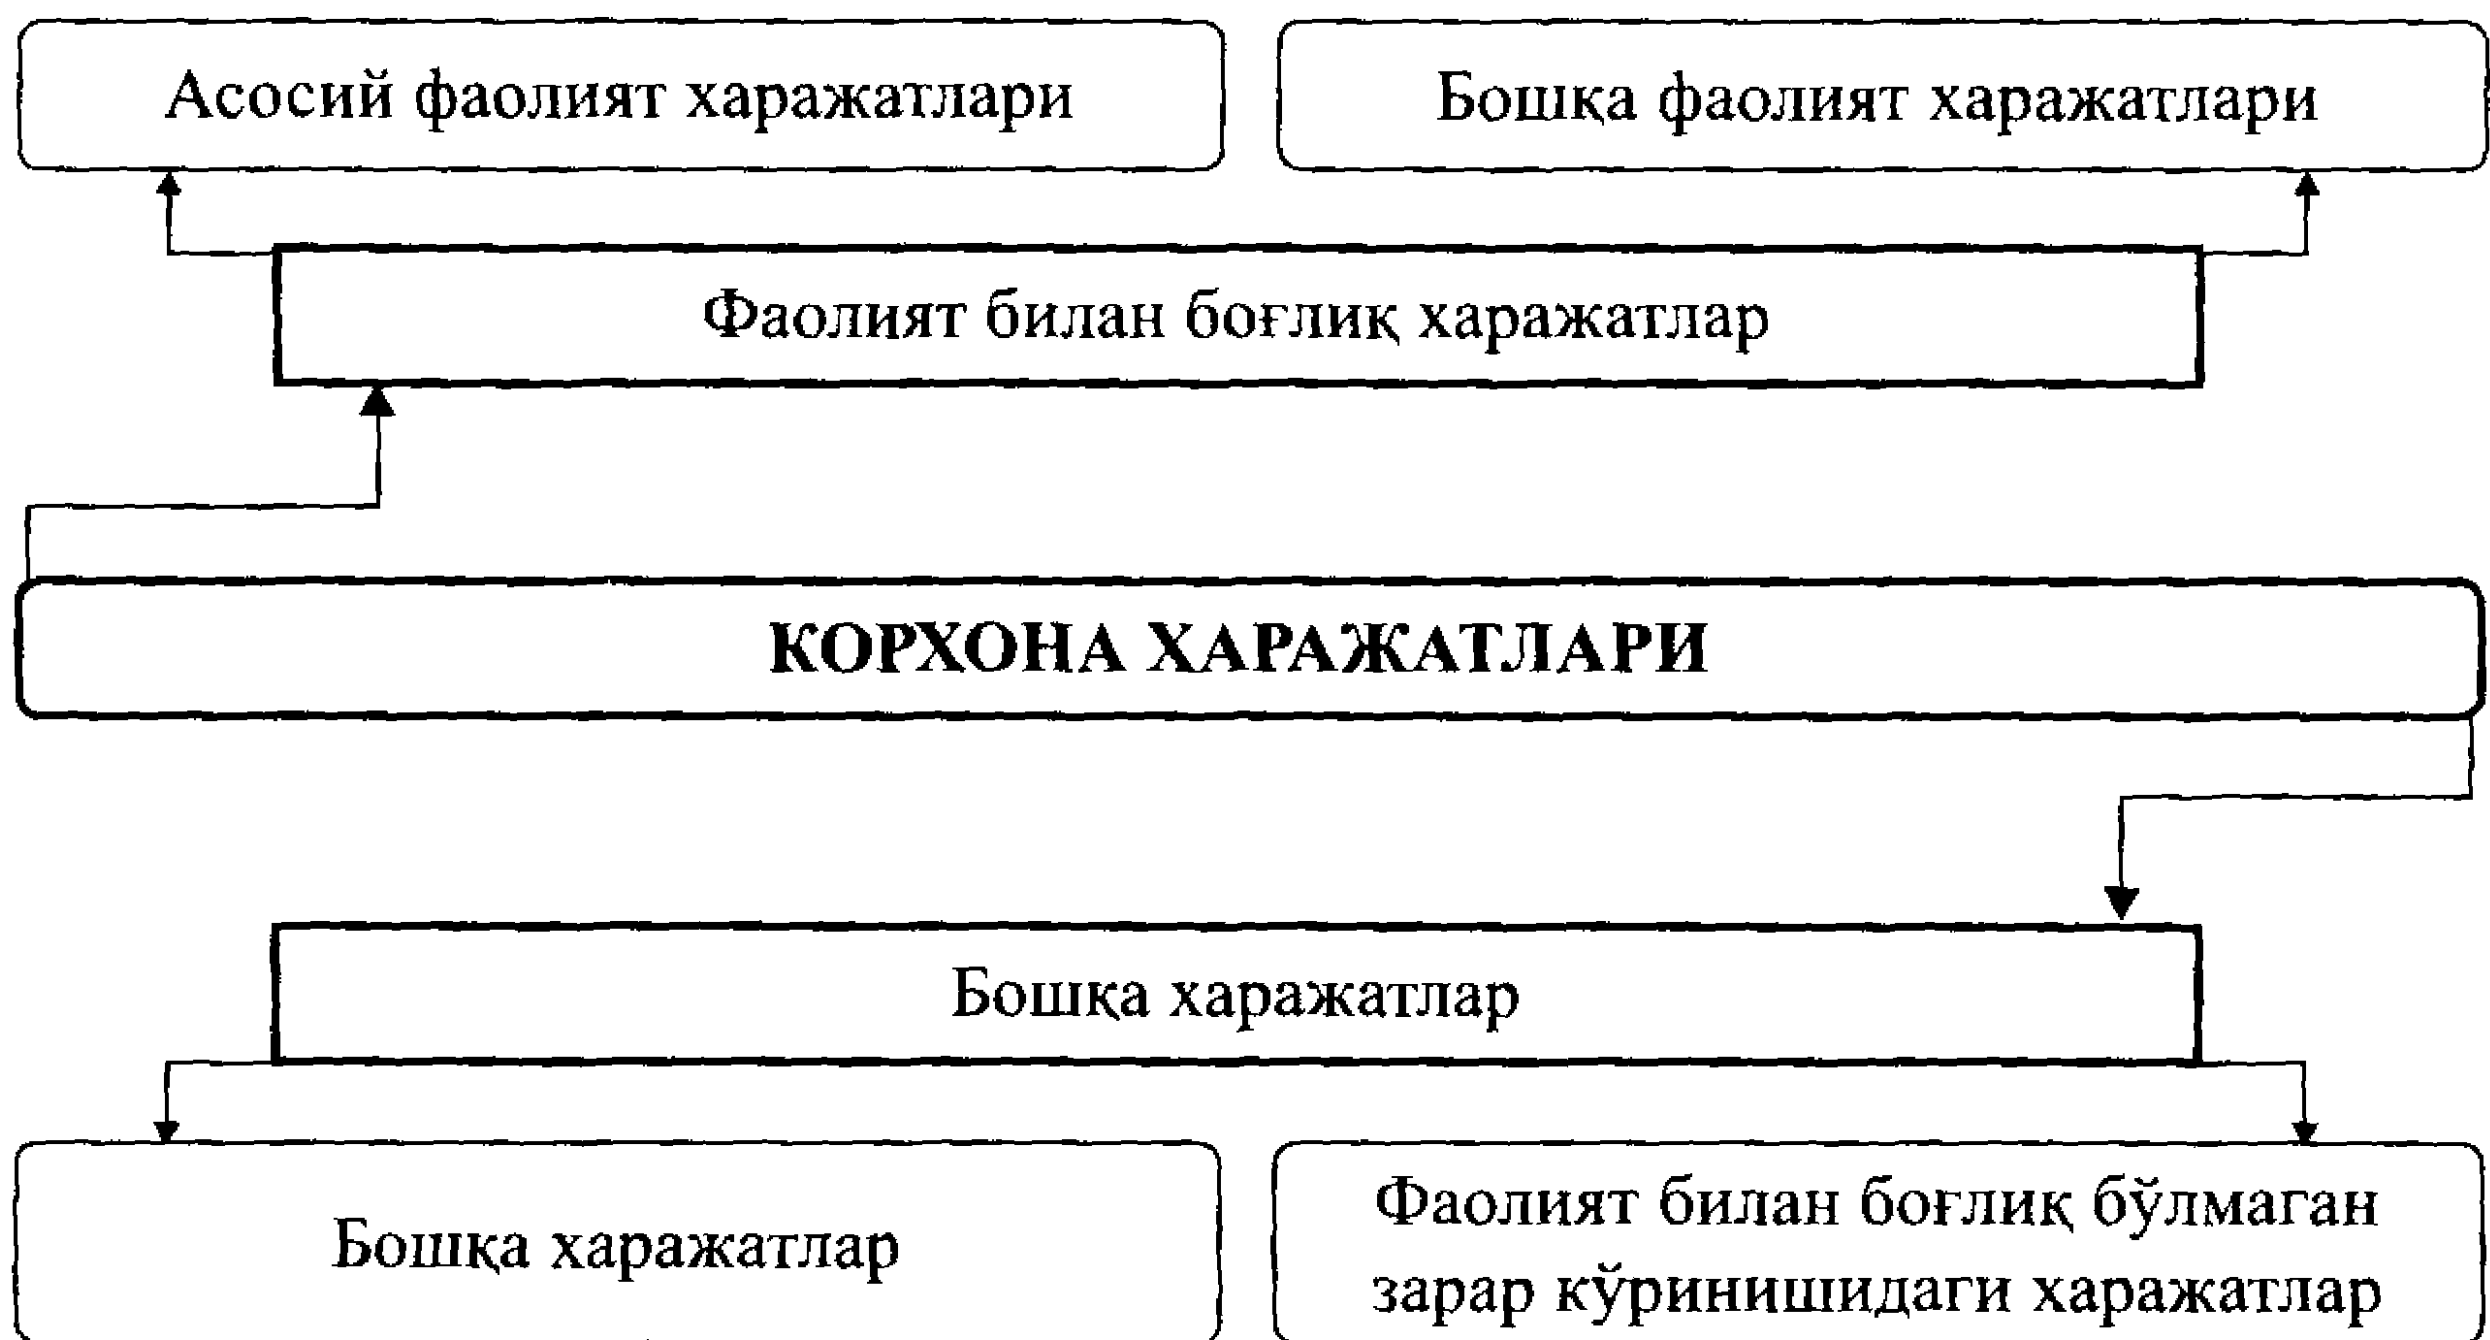 Асосий фаолият харажатлари
Бошқа фаолият харажатлари
Фаолият билан боғлиқ харажатлар
КОРХОНА ХАРАЖАТЛАРИ
Бошқа харажатлар
Бошқа харажатлар
Фаолият билан боғлиқ бўлмаган
зарар кўринишидаги харажатлар